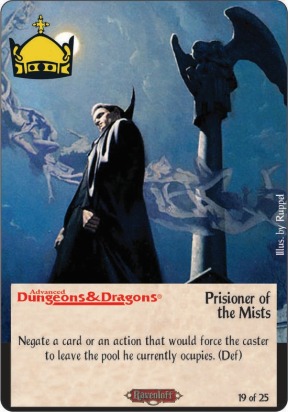 Illus. by Ruppel
Advanced
Dungeons&Dragons®
Prisioner of
the Mists
Negate a card or an action that would force the caster
to leave the pool he currently ocupies. (Def)
Ravenloft
19 of 25